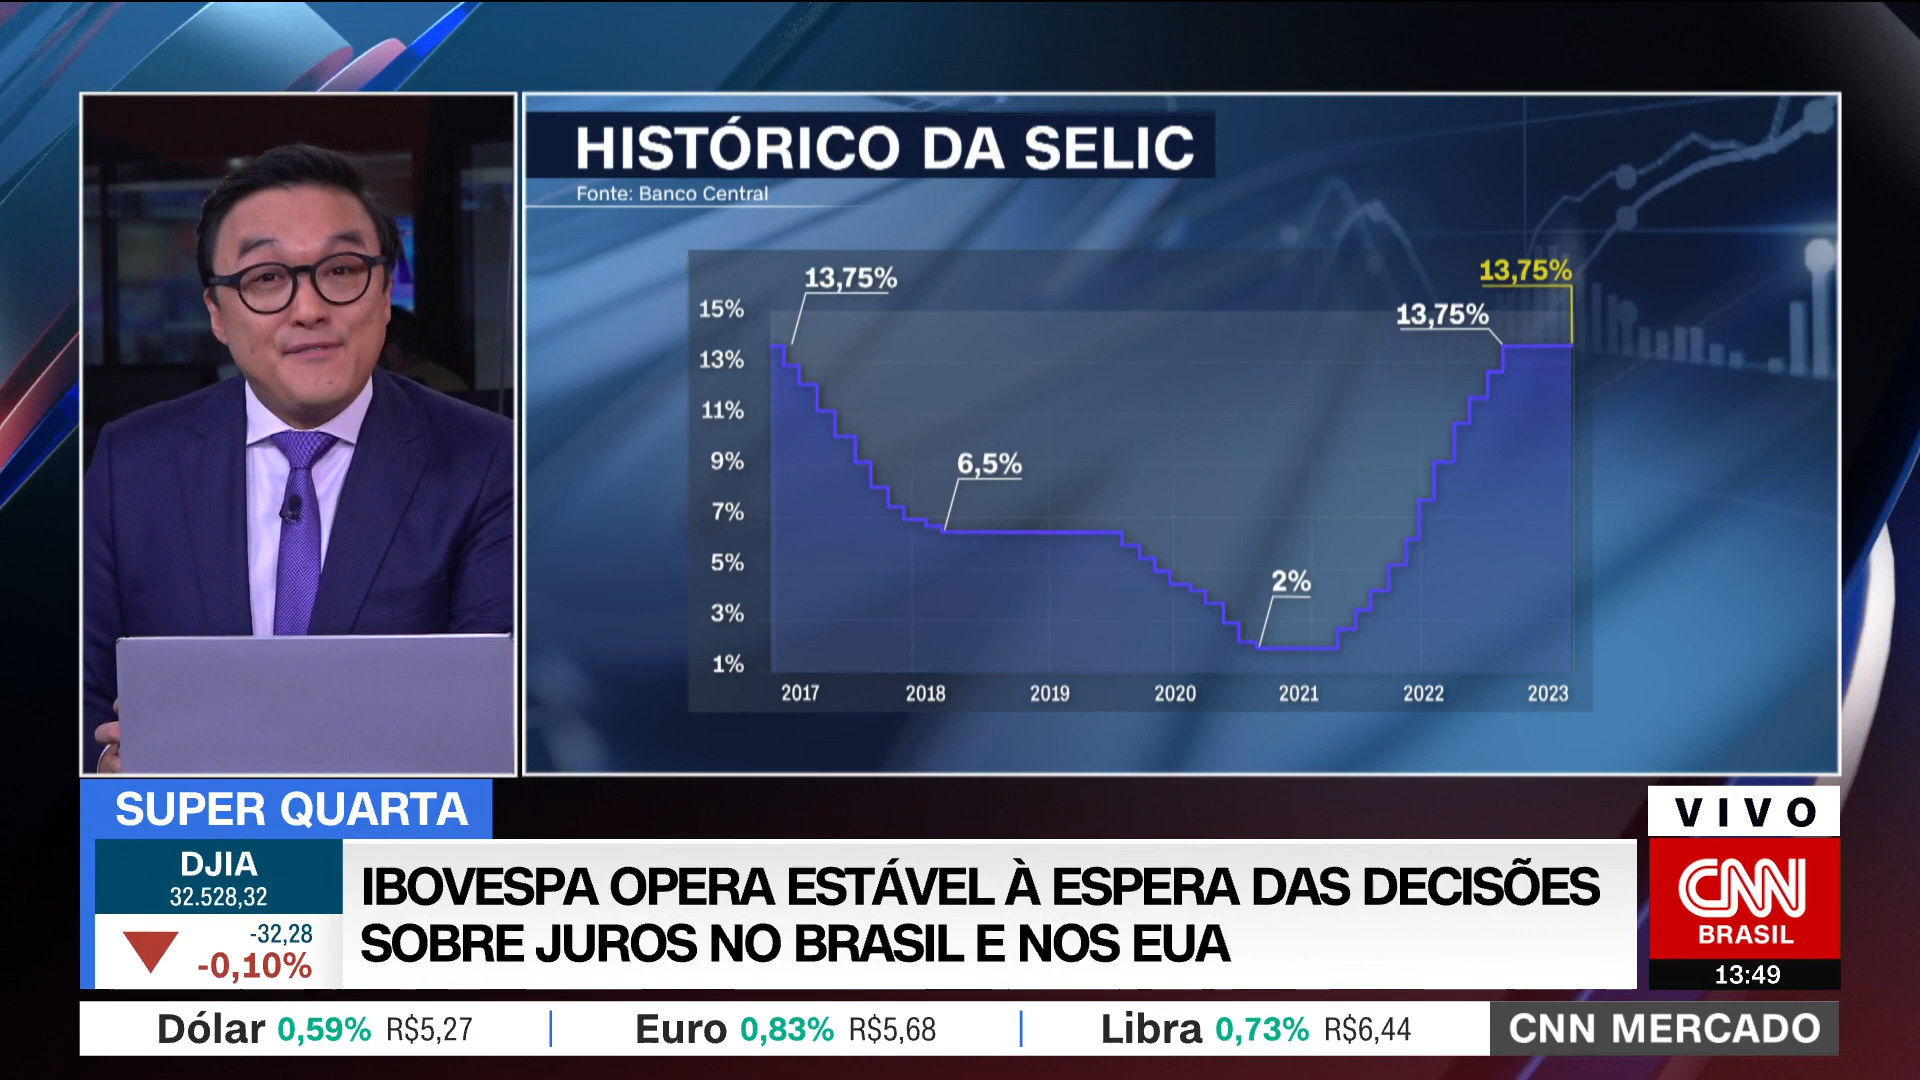 HISTÓRICO DA SELIC
Fonte: Banco Central
13,75%
13,75%
13,75%
6,5%
2%
15%
13%
11%
9%
7%
5%
3%
1%
2017 2018 2019 2020 2021 2022 2023
SUPER QUARTA
VIVO
DJIA
32.528,32
-32,28
-0,10%
IBOVESPA OPERA ESTÁVEL À ESPERA DAS DECISÕES
SOBRE JUROS NO BRASIL E NOS EUA
CNN
BRASIL
13:49
Dólar 0,59% R$5,27 Euro 0,83% R$5,68 Libra 0,73% R$6,44 CNN MERCADO